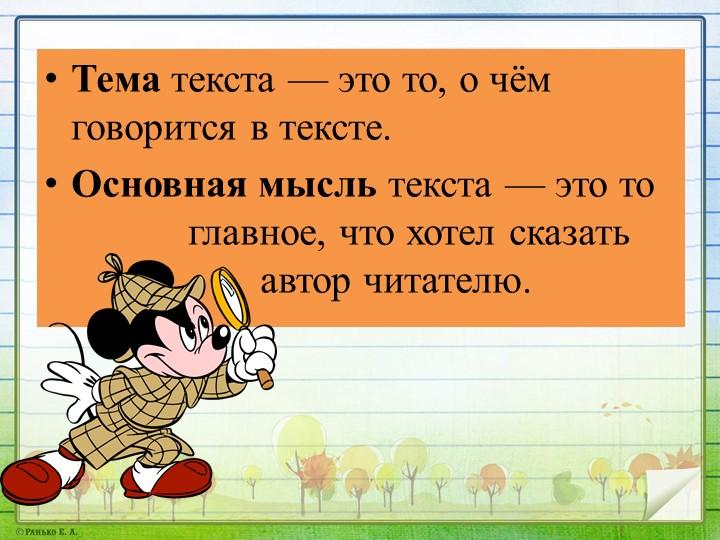 • Тема текста — это то, о чём
говорится в тексте.
• Основная мысль текста — это то
главное, что хотел сказать
автор читателю.
© Ранько Е. А.